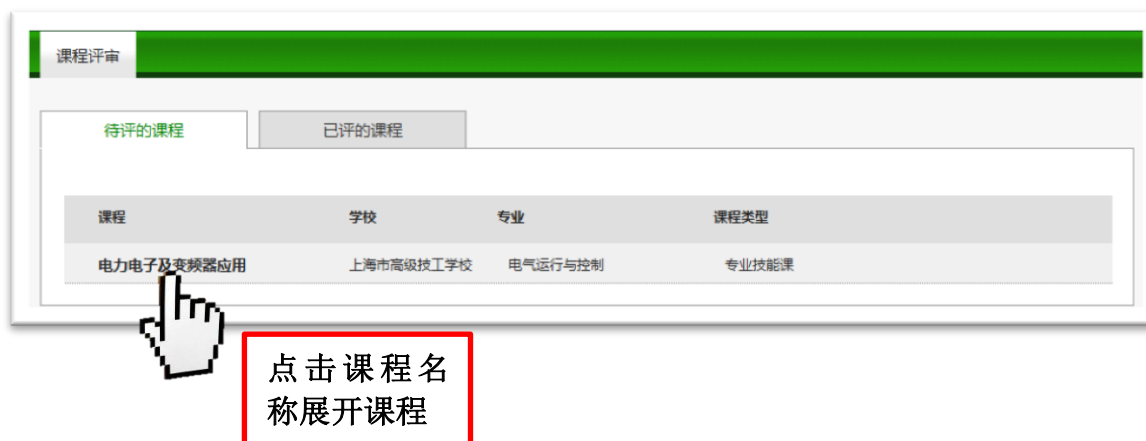 课程评审
待评的课程 已评的课程
课程 学校 专业 课程类型
电力电子及变频器应用 上海市高级技工学校 电气运行与控制 专业技能课
点击课程名
称展开课程